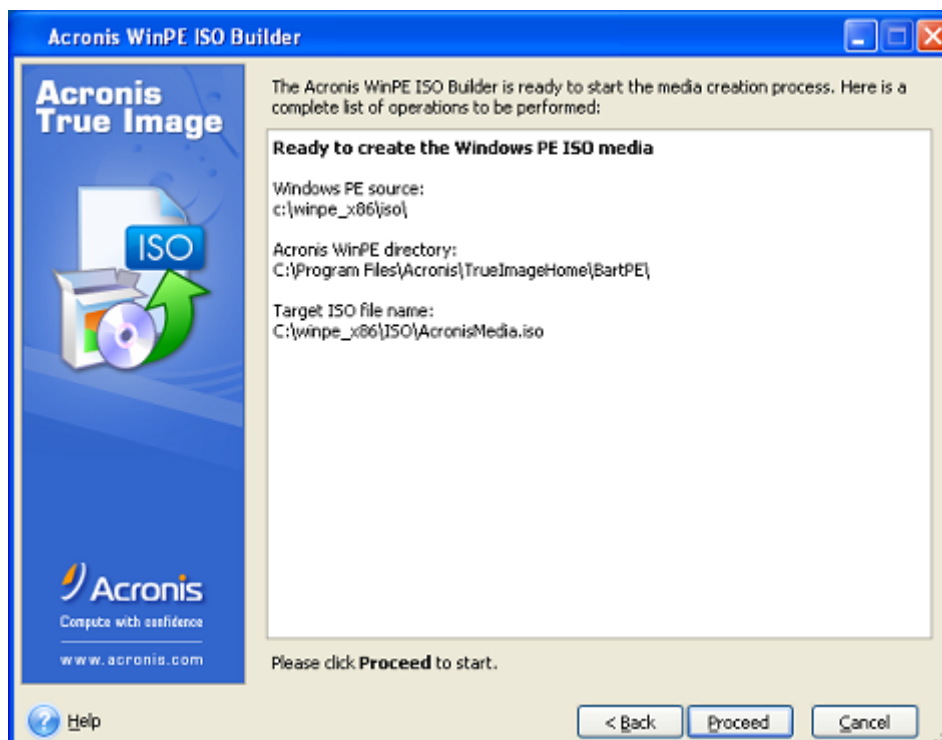 Acronis WinPE ISO Builder
Acronis
True Image
ISO
Acronis
Compute with confidence
www.acronis.com
The Acronis WinPE ISO Builder is ready to start the media creation process. Here is a
complete list of operations to be performed:
Ready to create the Windows PE ISO media
Windows PE source:
c:\winpe_x86\iso\
Acronis WinPE directory:
C:\Program Files\Acronis\TrueImageHome\BartPE\
Target ISO file name:
C:\winpe_x86\ISO\AcronisMedia.iso
Please click Proceed to start.
Help
< Back
Proceed
Cancel